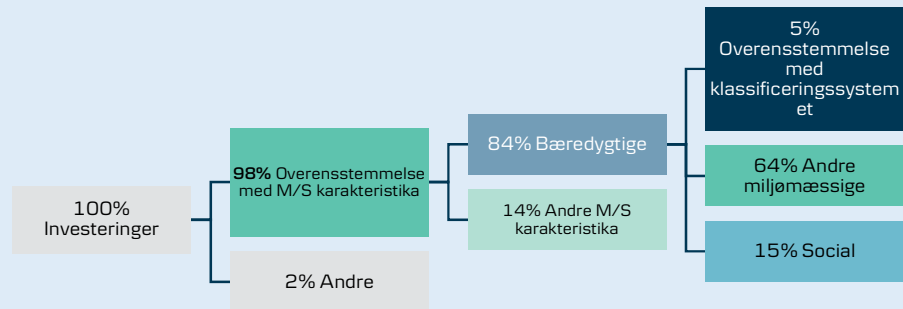 100%
Investeringer
98% Overensstemmelse
med M/S karakteristika
2% Andre
84% Bæredygtige
14% Andre M/S
karakteristika
5%
Overensstemmelse
med
klassificeringssystem
et
64% Andre
miljømæssige
15% Social